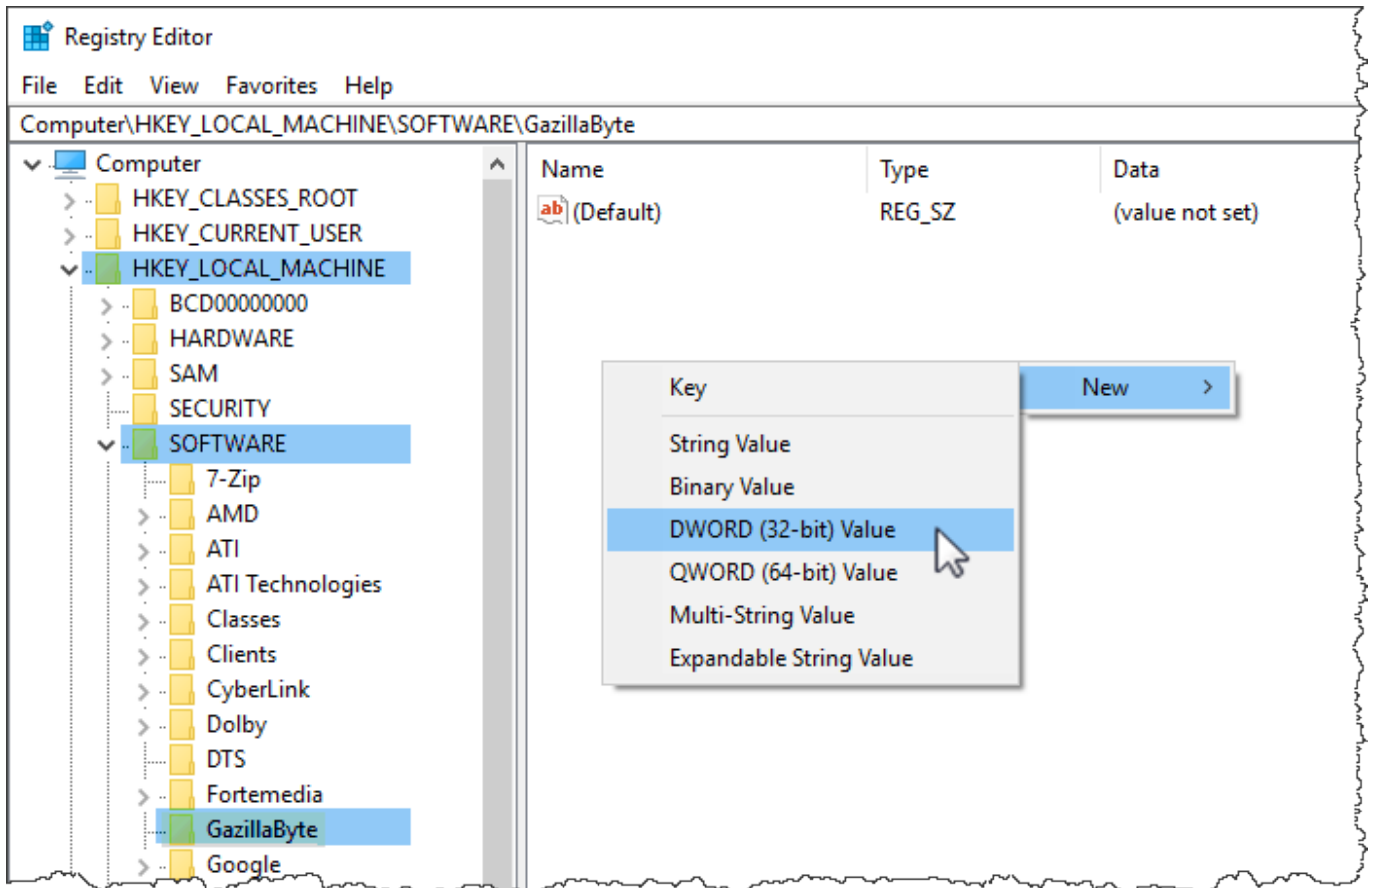 Registry Editor
File Edit View Favorites Help
Computer\HKEY_LOCAL_MACHINE\SOFTWARE\GazillaByte
Computer
HKEY_CLASSES_ROOT
HKEY_CURRENT_USER
HKEY_LOCAL_MACHINE
BCD00000000
HARDWARE
SAM
SECURITY
SOFTWARE
7-Zip
AMD
ATI
ATI Technologies
Classes
Clients
CyberLink
Dolby
DTS
Fortemedia
GazillaByte
Google
Name Type Data
ab (Default) REG_SZ (value not set)
New
Key
String Value
Binary Value
DWORD (32-bit) Value
QWORD (64-bit) Value
Multi-String Value
Expandable String Value